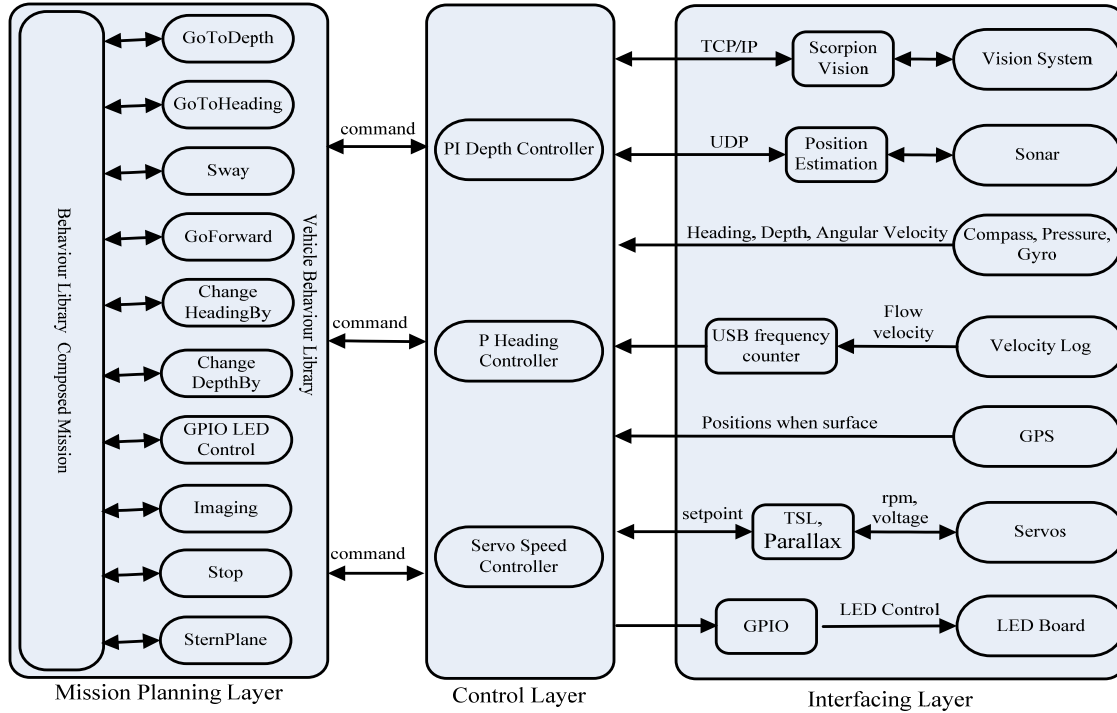 Behaviour Library Composed Mission
GoToDepth
GoToHeading
Sway
GoForward
Change
HeadingBy
Change
DepthBy
GPIO LED
Control
Imaging
Stop
SternPlane
Vehicle Behaviour Library
Mission Planning Layer
command
command
command
PI Depth Controller
P Heading
Controller
Servo Speed
Controller
Control Layer
TCP/IP
Scorpion
Vision
Vision System
UDP
Position
Estimation
Sonar
Heading, Depth, Angular Velocity
Compass, Pressure,
Gyro
USB frequency
counter
Flow
velocity
Velocity Log
Positions when surface
GPS
setpoint
TSL,
Parallax
rpm,
voltage
Servos
GPIO
LED Control
LED Board
Interfacing Layer